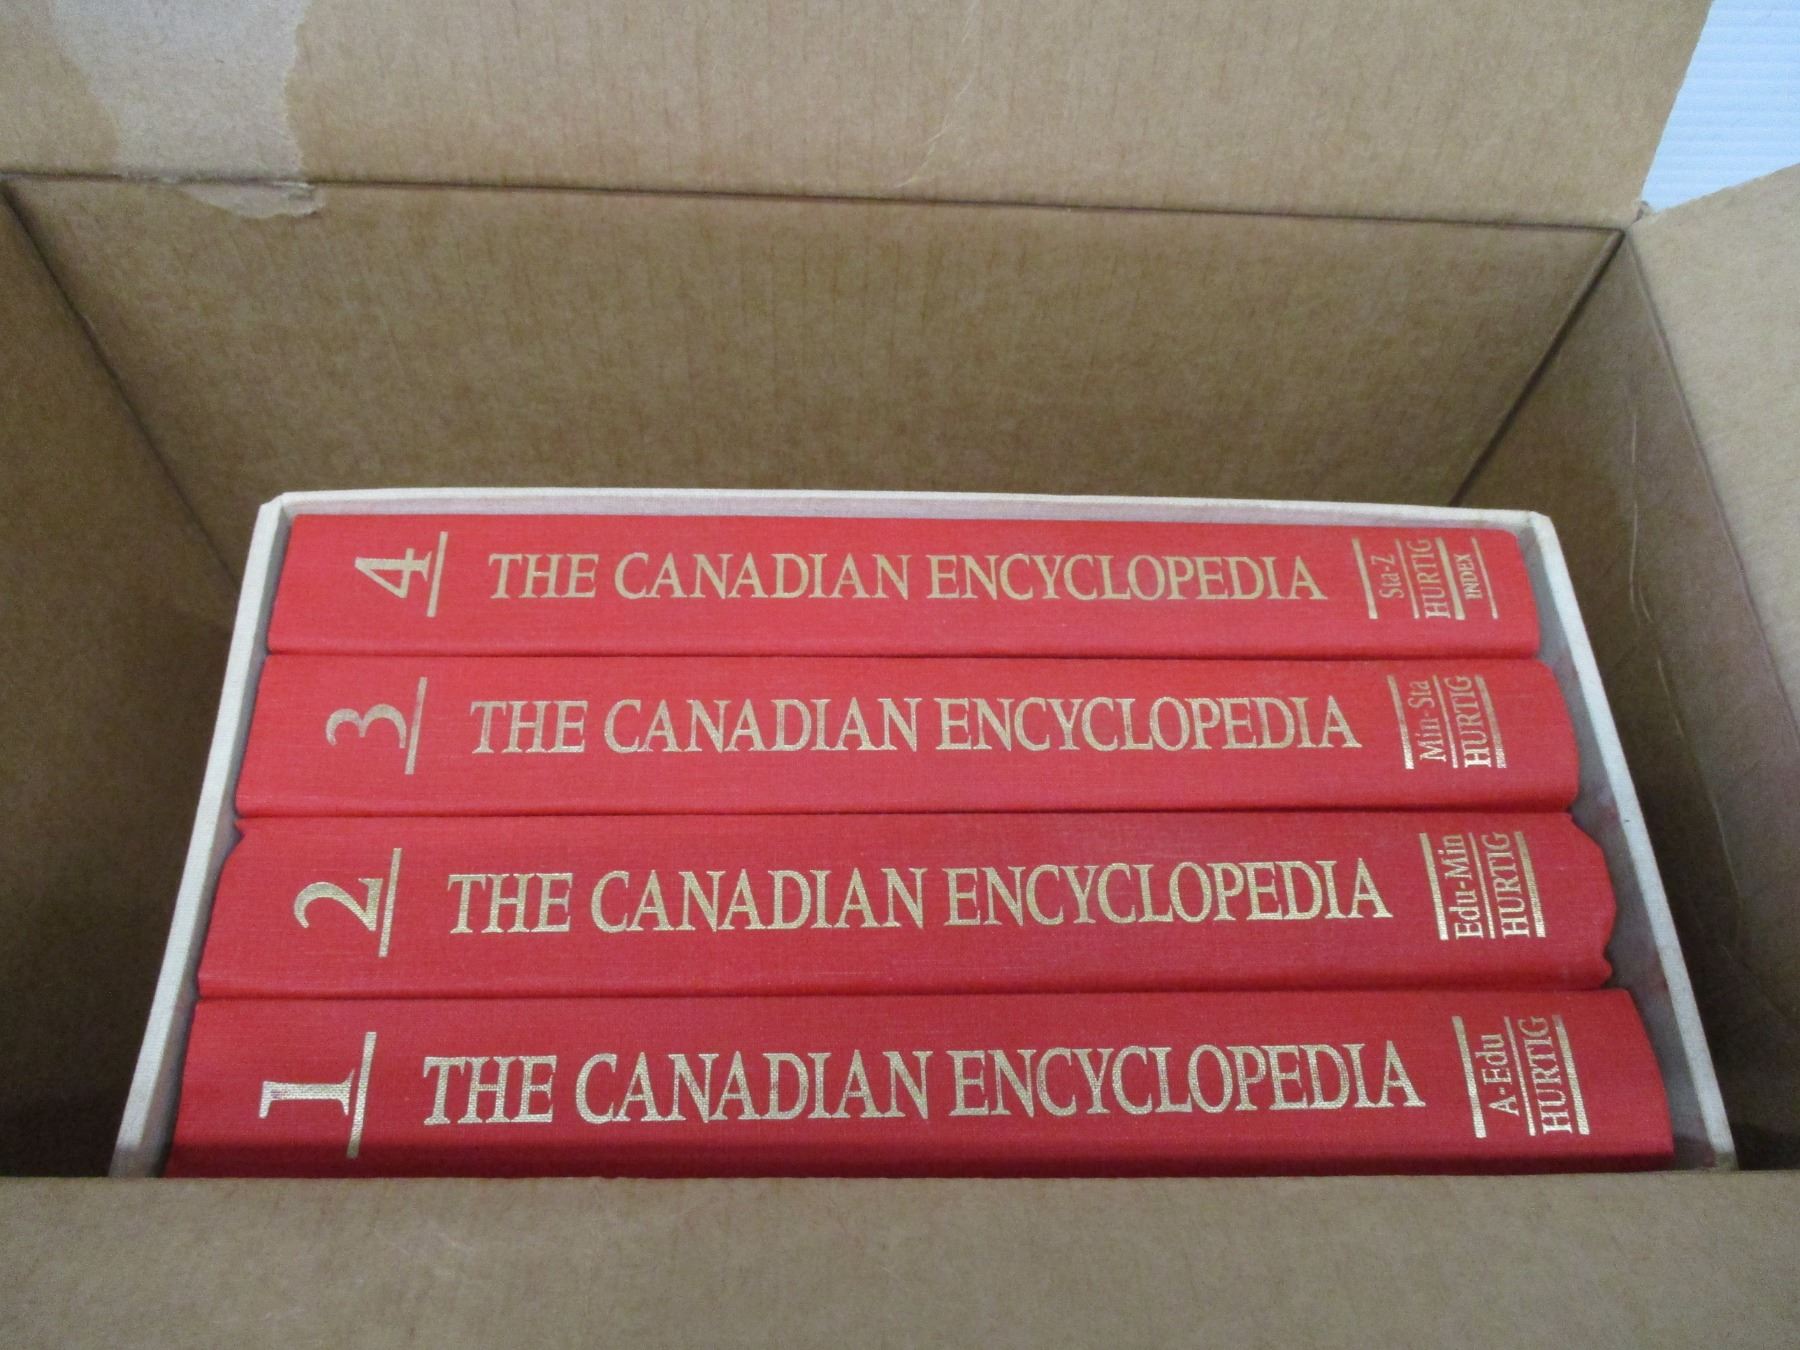 4
THE CANADIAN ENCYCLOPEDIA
Sta-Z
HURTIG
INDEX
3
THE CANADIAN ENCYCLOPEDIA
Min-Sta
HURTIG
2
THE CANADIAN ENCYCLOPEDIA
Edu-Min
HURTIG
1
THE CANADIAN ENCYCLOPEDIA
A-Edu
HURTIG